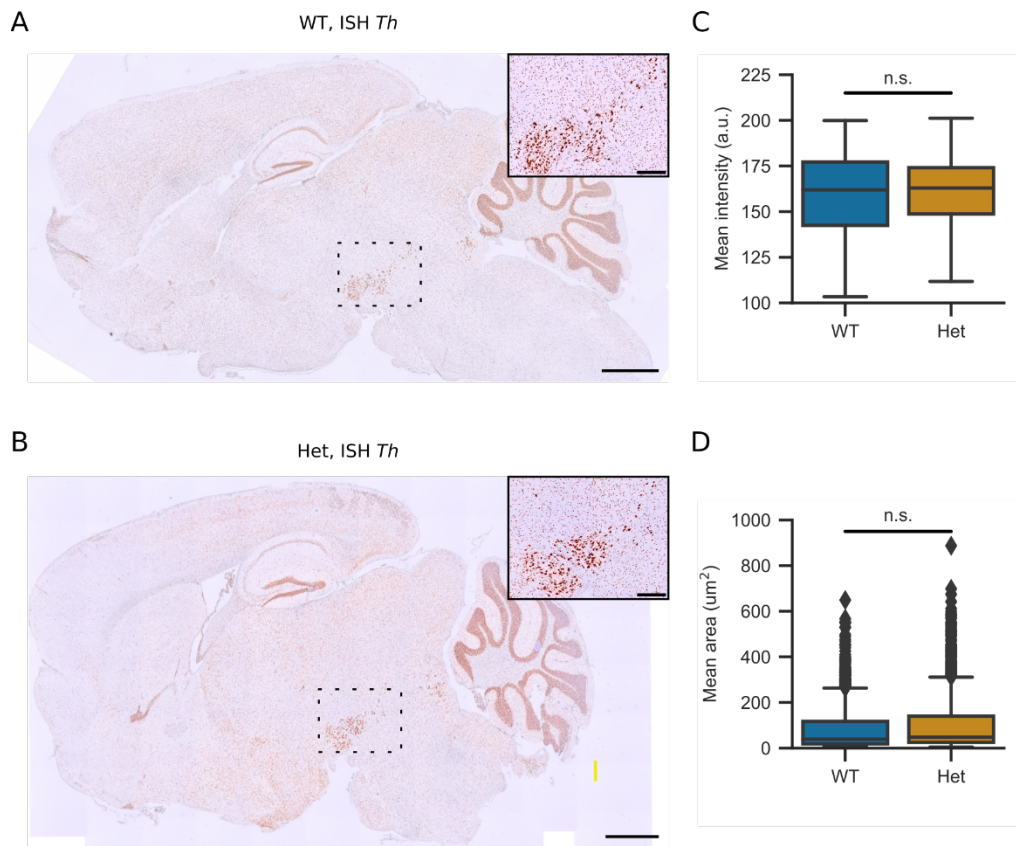 A
WT, ISH Th
C
225
200
175
150
125
100
Mean intensity (a.u.)
n.s.
WT
Het
B
Het, ISH Th
D
1000
800
600
400
200
0
Mean area (um²)
n.s.
WT
Het